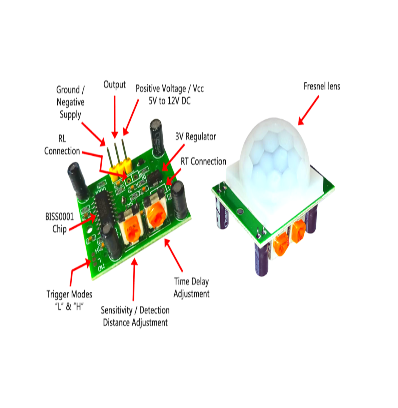 Output
Positive Voltage / Vcc
5V to 12V DC
Ground /
Negative
Supply
Fresnel lens
RL
Connection
3V Regulator
RT Connection
BISS0001
Chip
Trigger Modes
"L" & "H"
Time Delay
Adjustment
Sensitivity / Detection
Distance Adjustment